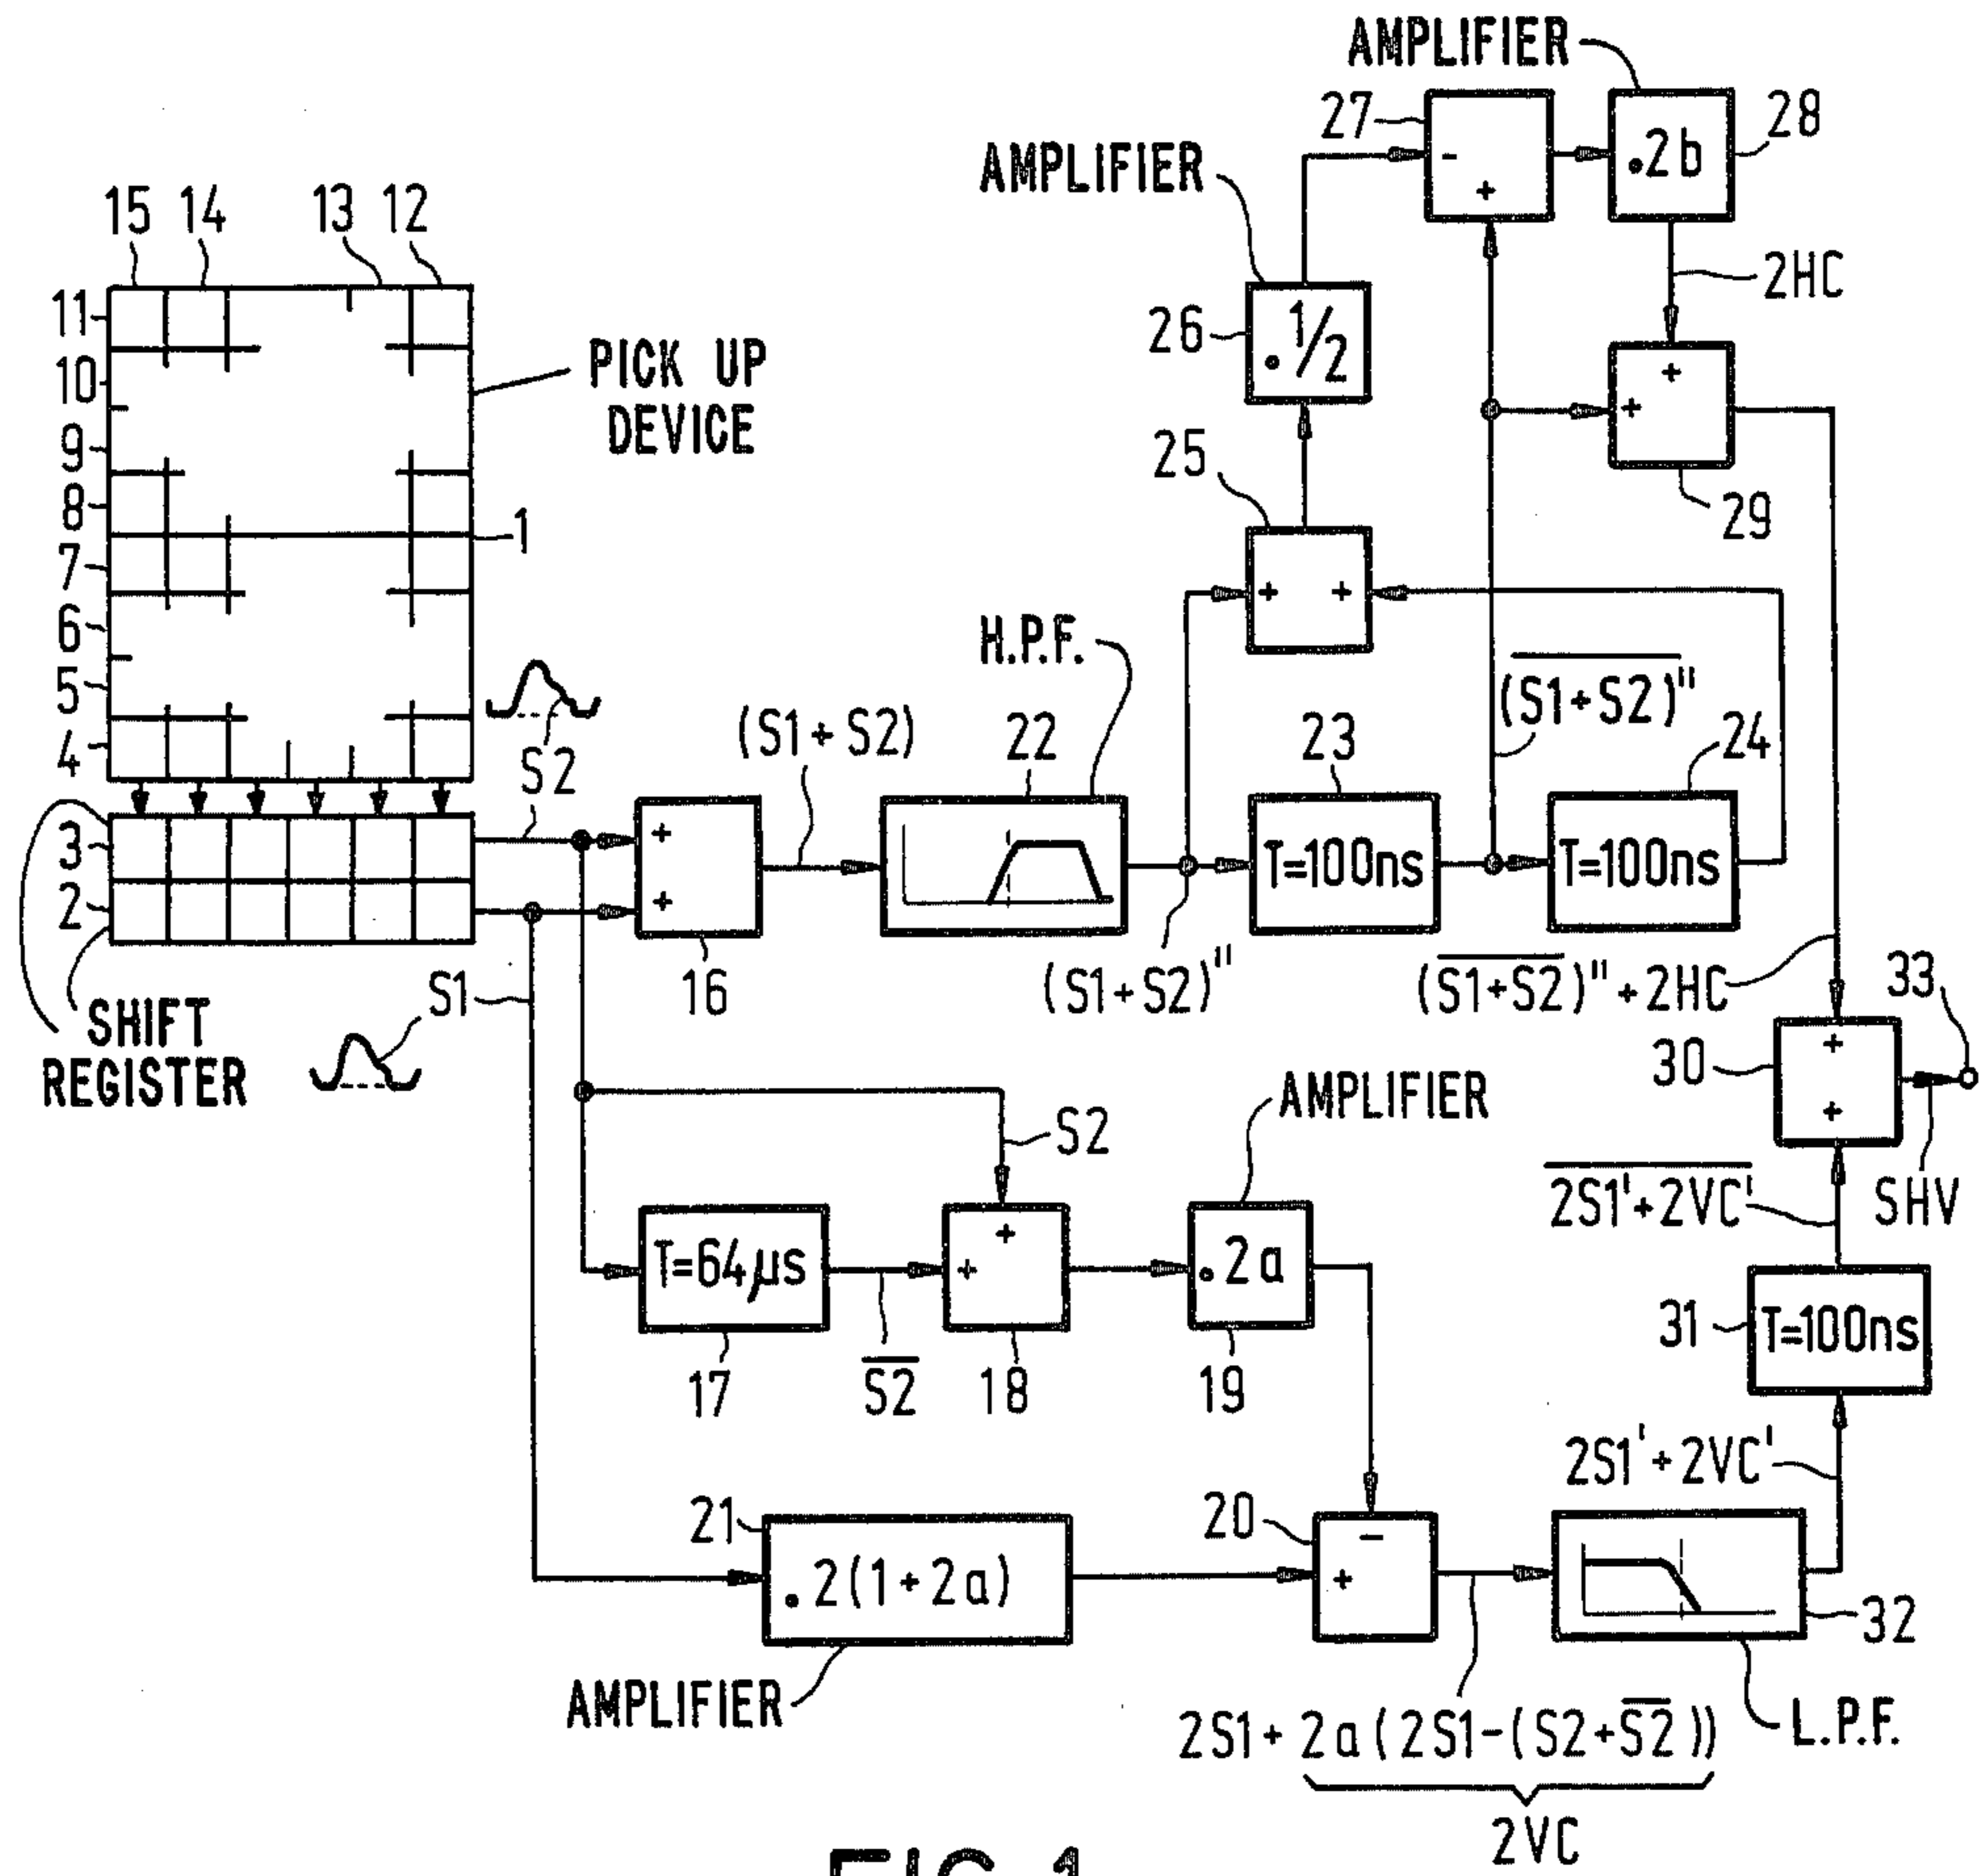 AMPLIFIER
27
.2b
28
-
+
AMPLIFIER
15 14 13 12
2HC
11
26
. 1/2
+
+
10
PICK UP
DEVICE
9
25
29
8
1
7
+ +
6
H.P.F.
(S1+S2)"
5
(S1+S2)
22
23
24
4
S2
3
+
+
T=100ns
T=100ns
2
16
(S1+S2)"
(S1+S2)"+2HC
33
S1
SHIFT
REGISTER
30
+
+
AMPLIFIER
S2
2S1'+2VC'
SHV
T=64µs
+
+
.2a
31
T=100ns
17
S2
18
19
2S1'+2VC'
21
20
-
+
.2(1+2a)
32
AMPLIFIER
2S1+2a(2S1-(S2+S2))
L.P.F.
2VC
FIG.1